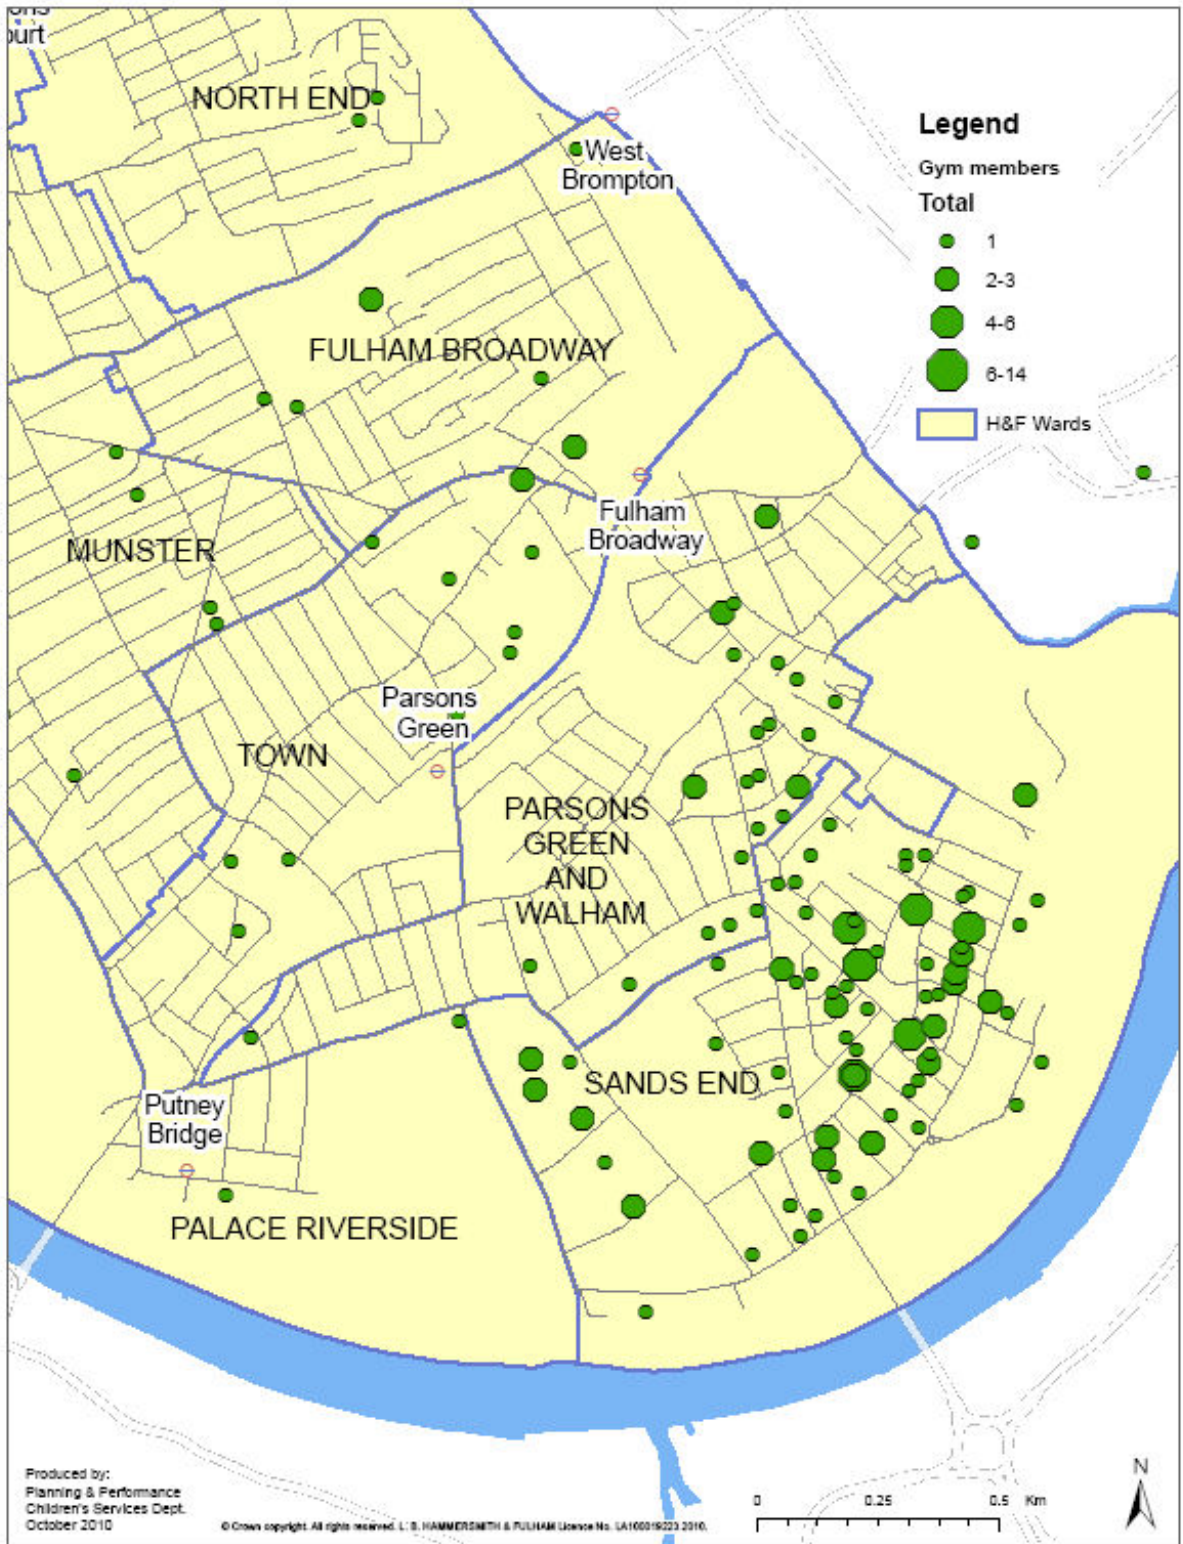 ons
ourt
NORTH END
West
Brompton
Legend
Gym members
Total
1
2-3
4-6
6-14
H&F Wards
FULHAM BROADWAY
Fulham
Broadway
MUNSTER
Parsons
Green
TOWN
PARSONS
GREEN
AND
WALHAM
SANDS END
Putney
Bridge
PALACE RIVERSIDE
Produced by:
Planning & Performance
Children's Services Dept.
October 2010
© Crown copyright. All rights reserved. L. B. HAMMERSMITH & FULHAM Licence No. 2010.
0 0.25 0.5 Km
N